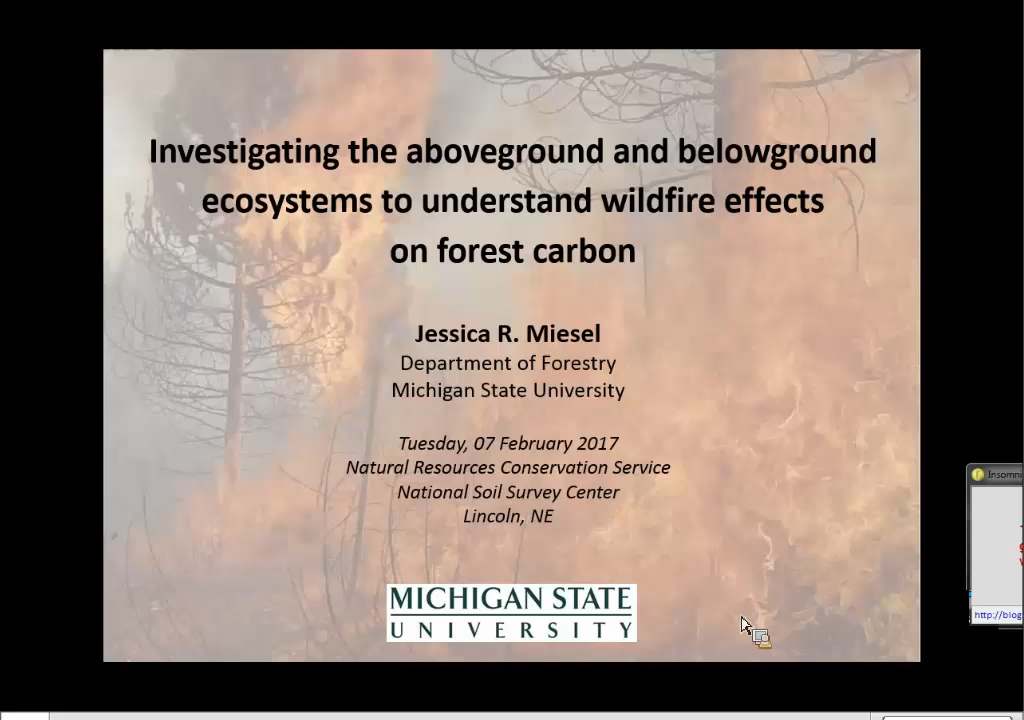 Investigating the aboveground and belowground
ecosystems to understand wildfire effects
on forest carbon
Jessica R. Miesel
Department of Forestry
Michigan State University
Tuesday, 07 February 2017
Natural Resources Conservation Service
National Soil Survey Center
Lincoln, NE
MICHIGAN STATE
UNIVERSITY
http://blog